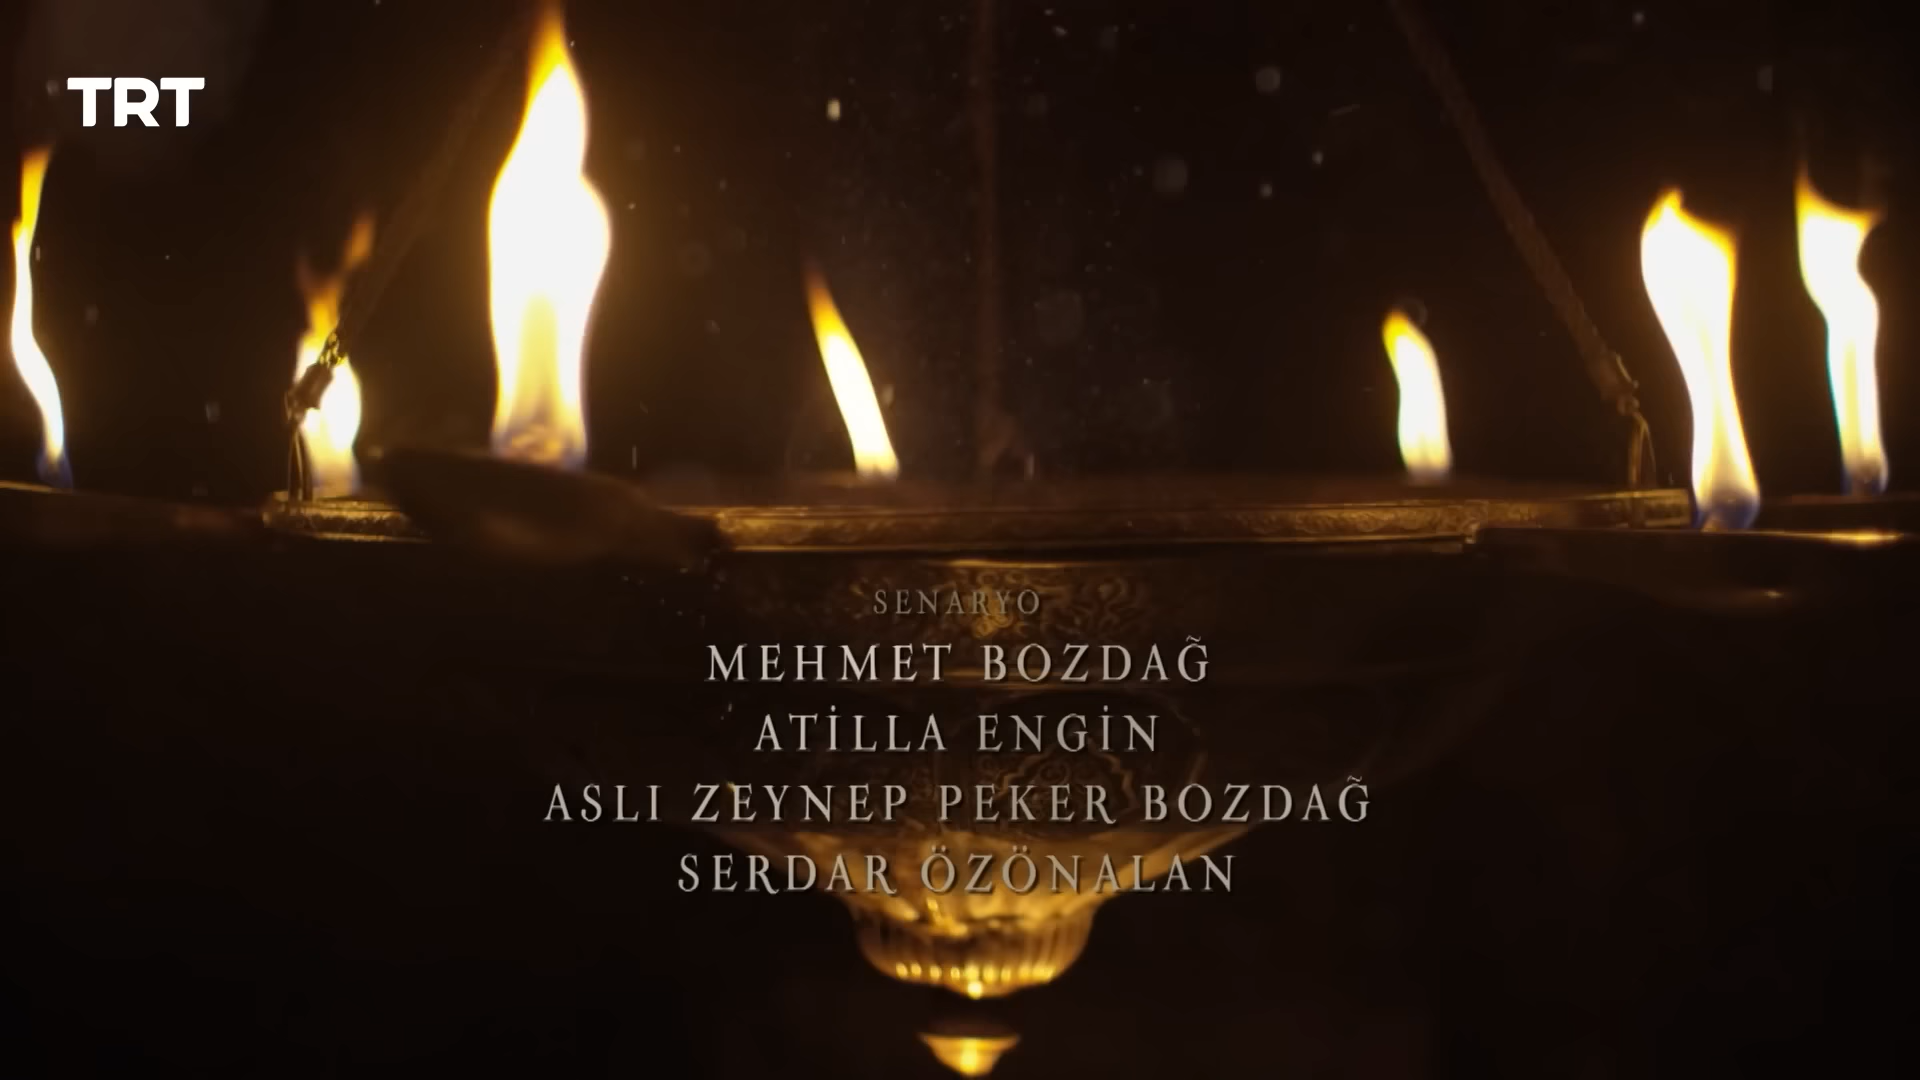 TRT
SENARYO
MEHMET BOZDAĞ
ATİLLA ENGİN
ASLI ZEYNEP PEKER BOZDAĞ
SERDAR ÖZÖNALAN